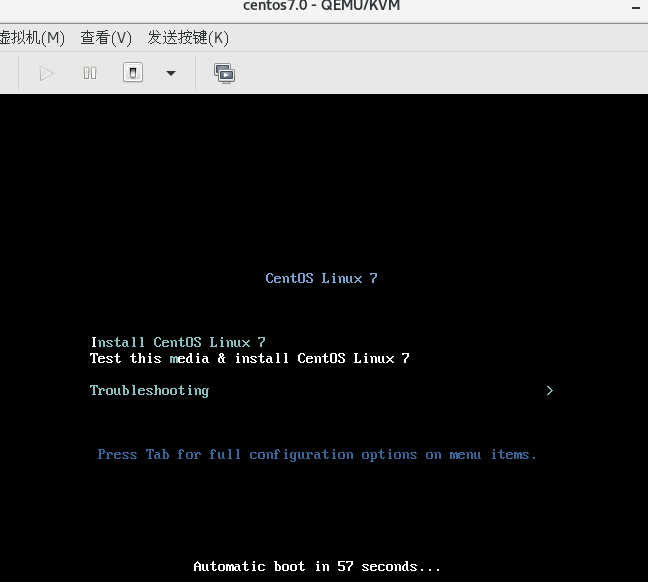 centos7.0 - QEMU/KVM
虚拟机(M) 查看(V) 发送按键(K)
CentOS Linux 7
Install CentOS Linux 7
Test this media & install CentOS Linux 7
Troubleshooting >
Press Tab for full configuration options on menu items.
Automatic boot in 57 seconds...